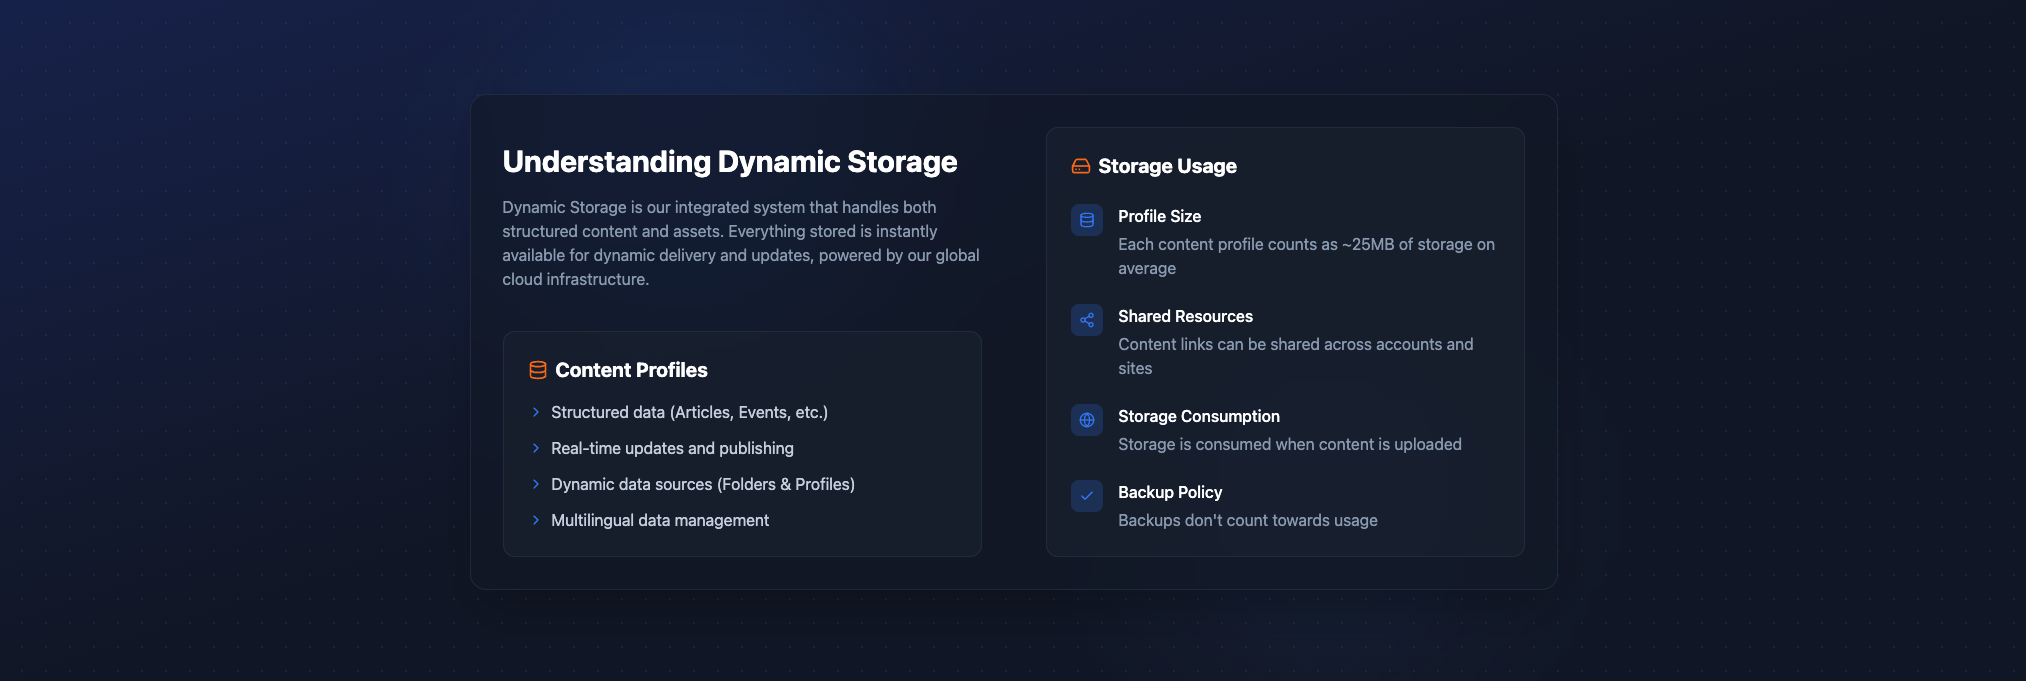 Understanding Dynamic Storage
Dynamic Storage is our integrated system that handles both
structured content and assets. Everything stored is instantly
available for dynamic delivery and updates, powered by our global
cloud infrastructure.
Content Profiles
Structured data (Articles, Events, etc.)
Real-time updates and publishing
Dynamic data sources (Folders & Profiles)
Multilingual data management
Storage Usage
Profile Size
Each content profile counts as ~25MB of storage on
average
Shared Resources
Content links can be shared across accounts and
sites
Storage Consumption
Storage is consumed when content is uploaded
Backup Policy
Backups don't count towards usage